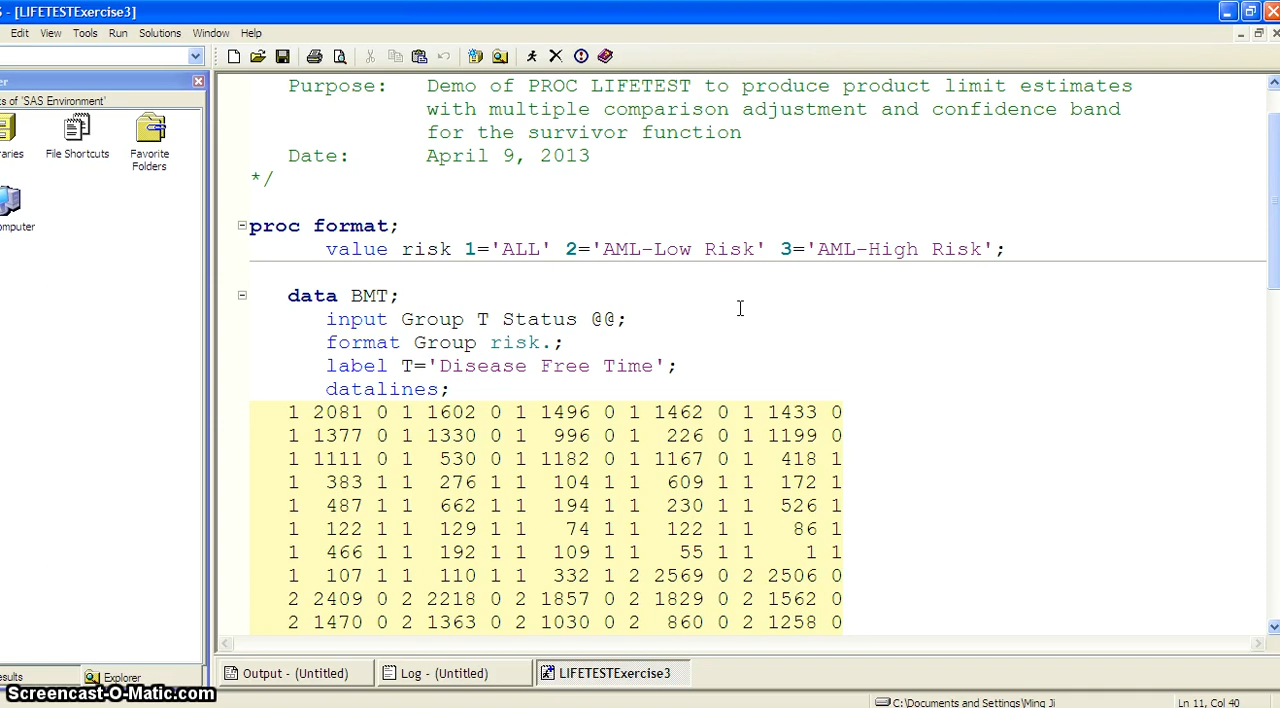 S - [LIFETESTExercise3]
Edit View Tools Run Solutions Window Help
er
s of 'SAS Environment'
raries File Shortcuts Favorite Folders
mputer
Purpose: Demo of PROC LIFETEST to produce product limit estimates
with multiple comparison adjustment and confidence band
for the survivor function
Date: April 9, 2013
*/
proc format;
value risk 1='ALL' 2='AML-Low Risk' 3='AML-High Risk';
data BMT;
input Group T Status @@;
format Group risk.;
label T='Disease Free Time';
datalines;
1 2081 0 1 1602 0 1 1496 0 1 1462 0 1 1433 0
1 1377 0 1 1330 0 1 996 0 1 226 0 1 1199 0
1 1111 0 1 530 0 1 1182 0 1 1167 0 1 418 1
1 383 1 1 276 1 1 104 1 1 609 1 1 172 1
1 487 1 1 662 1 1 194 1 1 230 1 1 526 1
1 122 1 1 129 1 1 74 1 1 122 1 1 86 1
1 466 1 1 192 1 1 109 1 1 55 1 1 1 1
1 107 1 1 110 1 1 332 1 2 2569 0 2 2506 0
2 2409 0 2 2218 0 2 1857 0 2 1829 0 2 1562 0
2 1470 0 2 1363 0 2 1030 0 2 860 0 2 1258 0
esults Explorer
Output - (Untitled) Log - (Untitled) LIFETESTExercise3
Screencast-O-Matic.com
C:\Documents and Settings\Ming Ji
Ln 11, Col 40